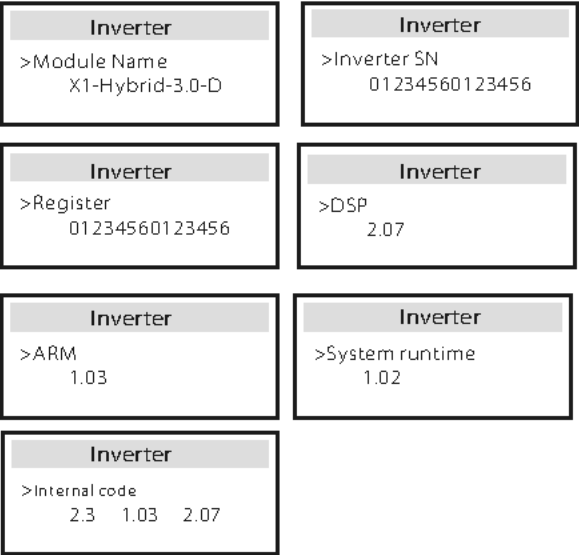 Inverter
>Module Name
X1-Hybrid-3.0-D
Inverter
>Inverter SN
01234560123456
Inverter
>Register
01234560123456
Inverter
>DSP
2.07
Inverter
>ARM
1.03
Inverter
>System runtime
1.02
Inverter
>Internal code
2.3 1.03 2.07